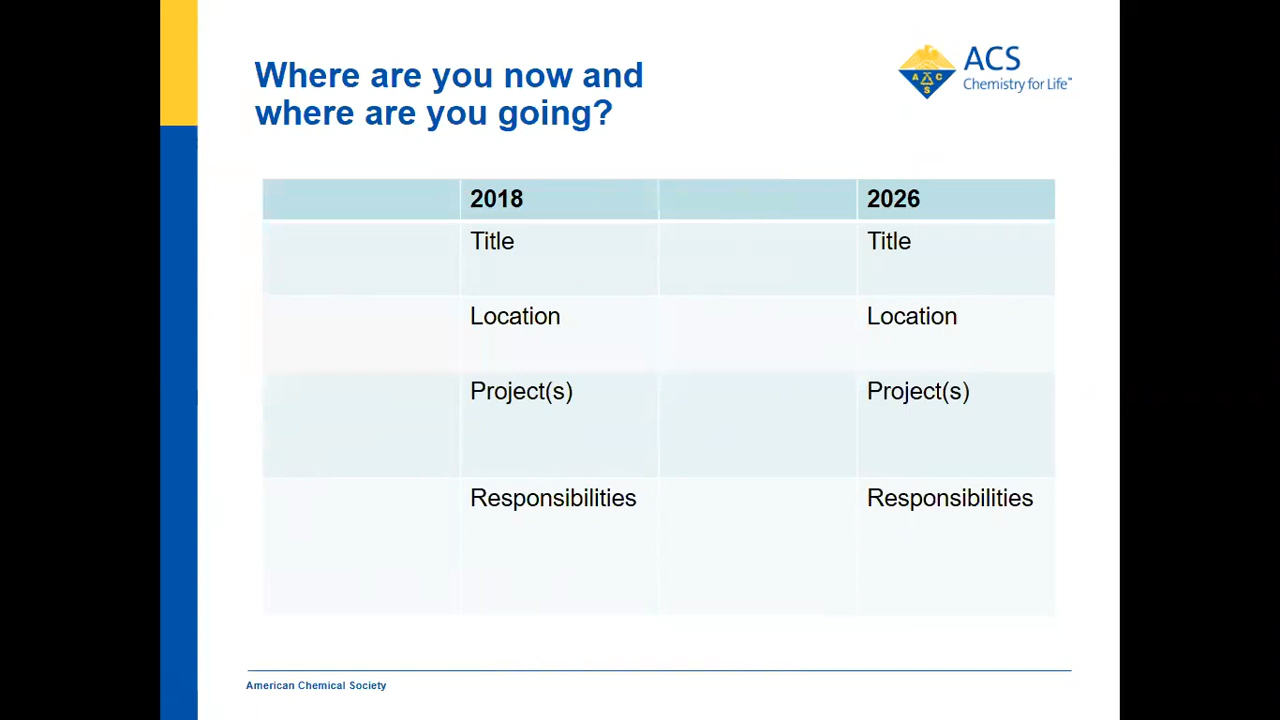 Where are you now and
where are you going?
ACS
Chemistry for Life™
A C S
2018 2026
Title Title
Location Location
Project(s) Project(s)
Responsibilities Responsibilities
American Chemical Society